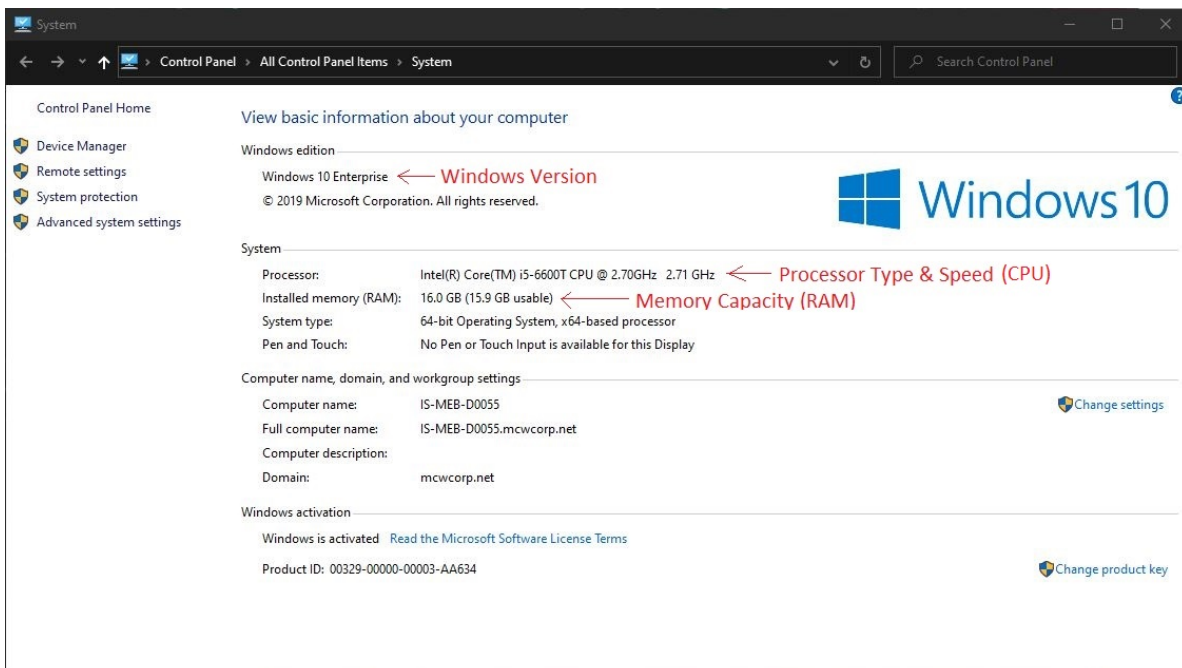 System
Control Panel > All Control Panel Items > System
Search Control Panel
?
Control Panel Home
Device Manager
Remote settings
System protection
Advanced system settings
View basic information about your computer
Windows edition
Windows 10 Enterprise Windows Version
© 2019 Microsoft Corporation. All rights reserved.
Windows 10
System
Processor: Intel(R) Core(TM) i5-6600T CPU @ 2.70GHz 2.71 GHz Processor Type & Speed (CPU)
Installed memory (RAM): 16.0 GB (15.9 GB usable) Memory Capacity (RAM)
System type: 64-bit Operating System, x64-based processor
Pen and Touch: No Pen or Touch Input is available for this Display
Computer name, domain, and workgroup settings
Computer name: IS-MEB-D0055 Change settings
Full computer name: IS-MEB-D0055.mcwcorp.net
Computer description:
Domain: mcwcorp.net
Windows activation
Windows is activated Read the Microsoft Software License Terms
Product ID: 00329-00000-00003-AA634 Change product key